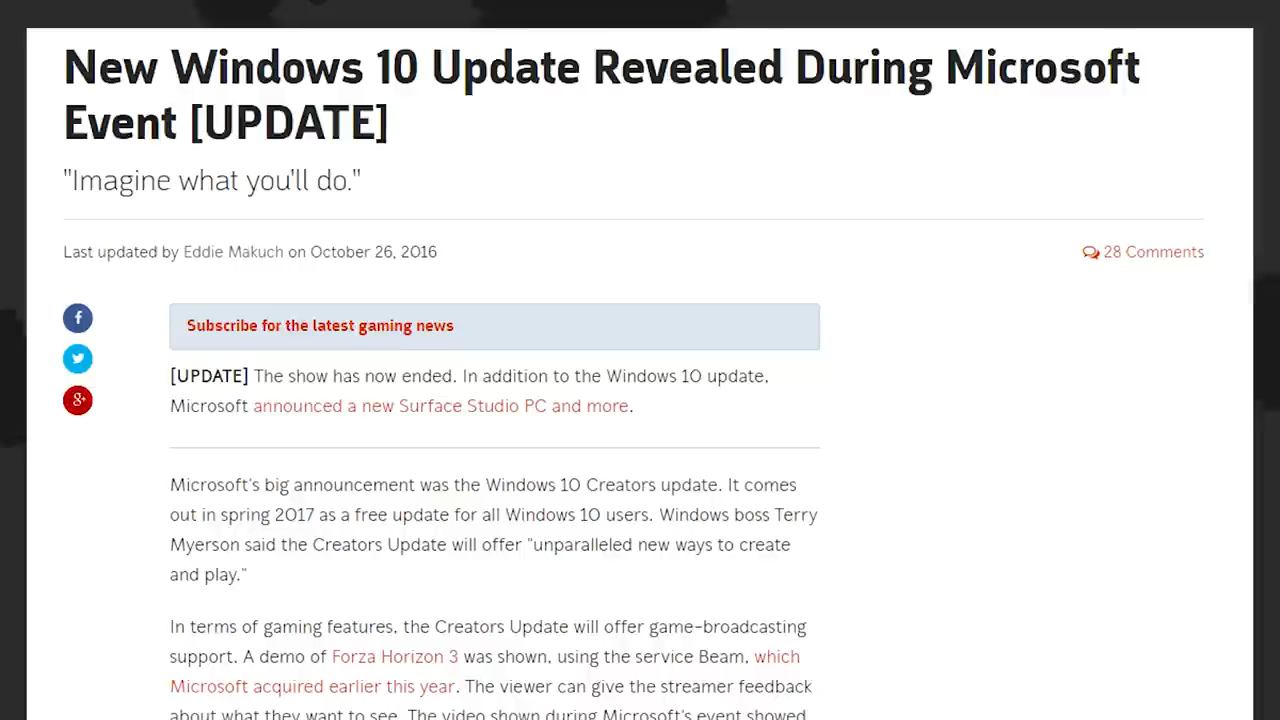 New Windows 10 Update Revealed During Microsoft
Event [UPDATE]
"Imagine what you'll do."
Last updated by Eddie Makuch on October 26, 2016
28 Comments
Subscribe for the latest gaming news
[UPDATE] The show has now ended. In addition to the Windows 10 update,
Microsoft announced a new Surface Studio PC and more.
Microsoft's big announcement was the Windows 10 Creators update. It comes
out in spring 2017 as a free update for all Windows 10 users. Windows boss Terry
Myerson said the Creators Update will offer "unparalleled new ways to create
and play."
In terms of gaming features, the Creators Update will offer game-broadcasting
support. A demo of Forza Horizon 3 was shown, using the service Beam, which
Microsoft acquired earlier this year. The viewer can give the streamer feedback
about what they want to see. The video shown during Microsoft's event showed